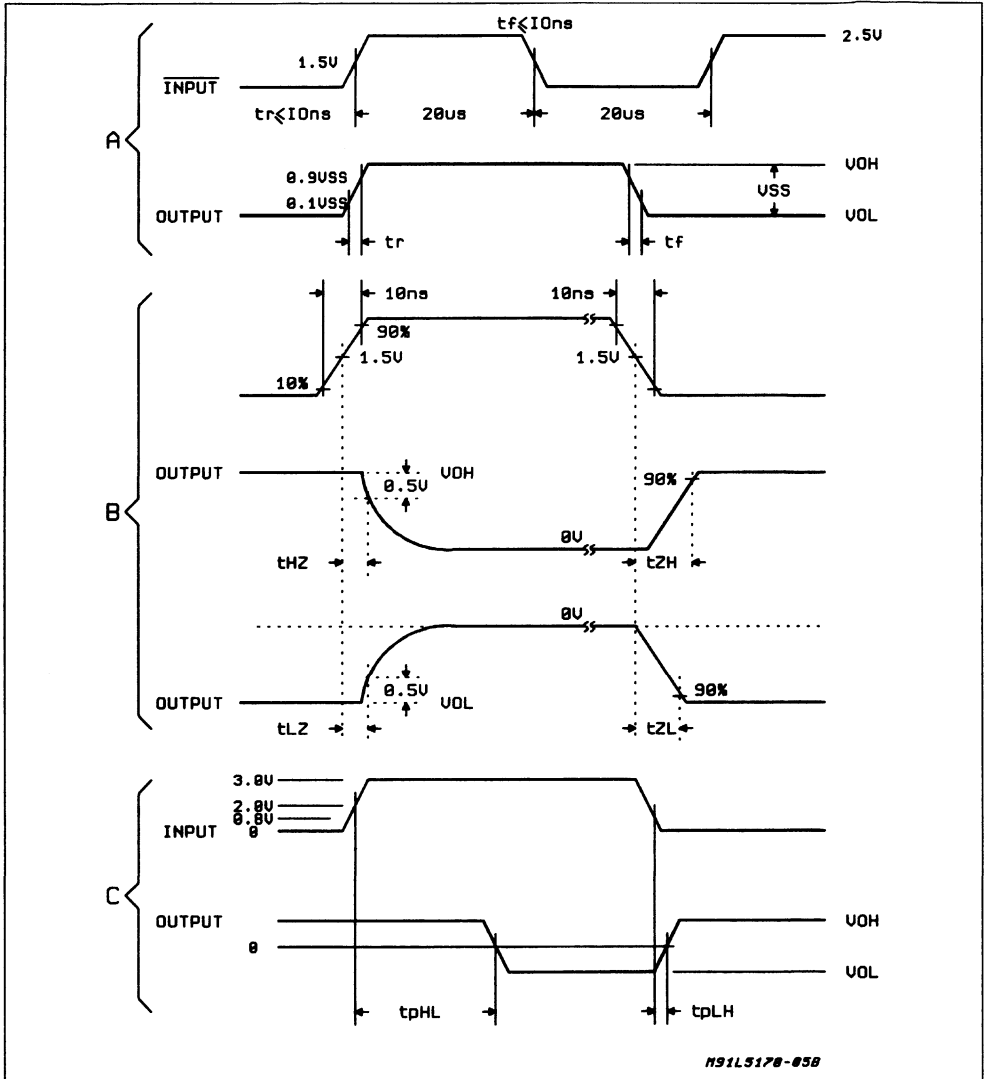 tf≤10ns
2.5V
1.5V
INPUT
tr≤10ns
20us
20us
A
VOH
0.9VSS
VSS
0.1VSS
OUTPUT
VOL
tr
tf
10ns
10ns
90%
1.5V
1.5V
10%
OUTPUT
VOH
0.5V
90%
B
0V
tHZ
tZH
0V
0.5V
90%
OUTPUT
VOL
tLZ
tZL
3.0V
2.0V
0.8V
INPUT
0
C
OUTPUT
VOH
0
VOL
tpHL
tpLH
M91L5170-05B